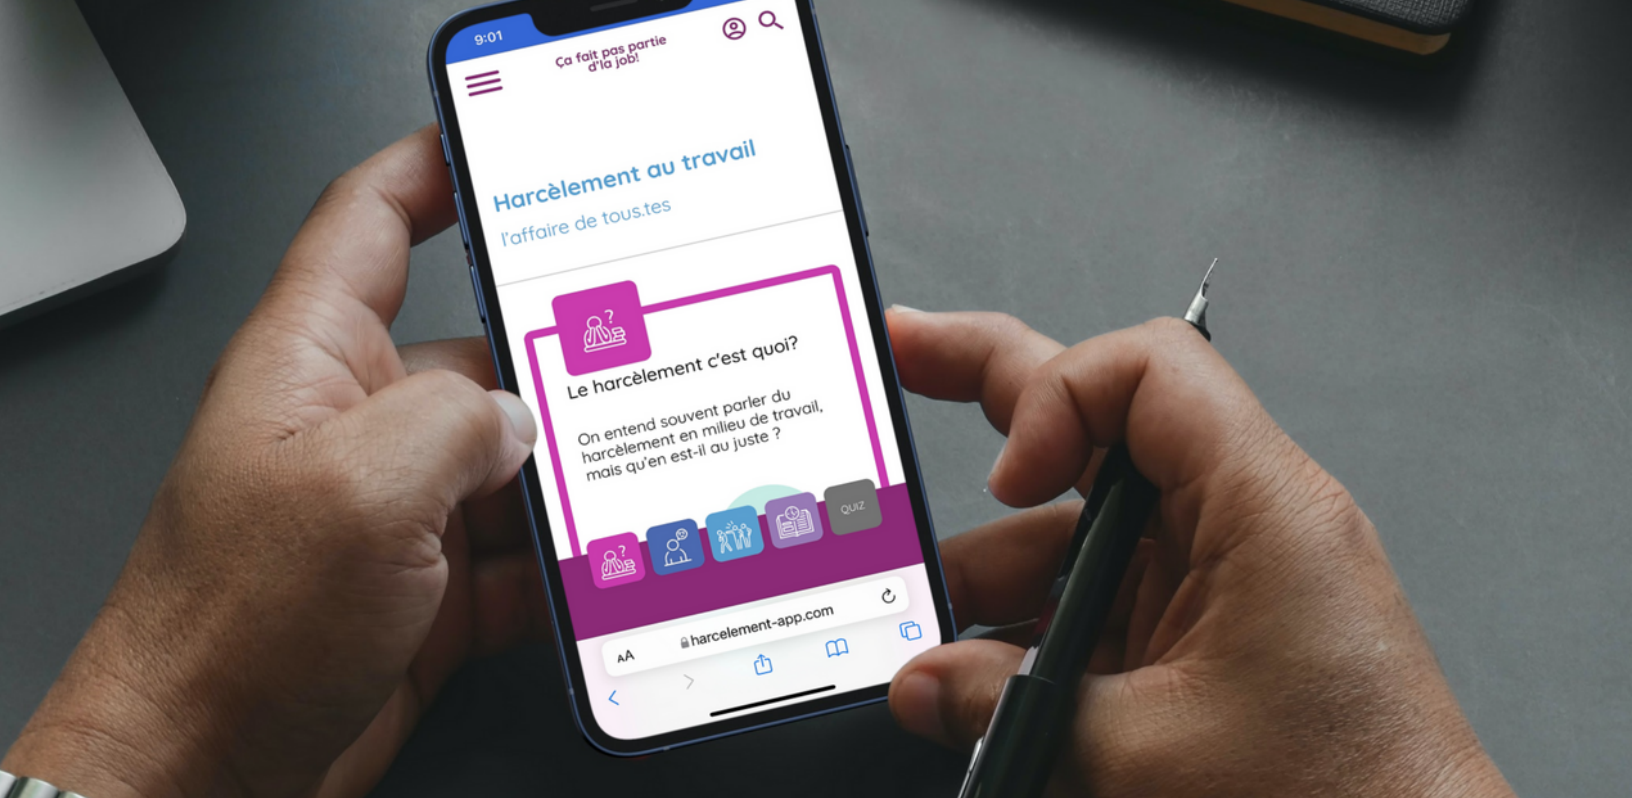 9:01
Ça fait pas partie
d'la job!
Harcèlement au travail
l'affaire de tous.tes
?
Le harcèlement c'est quoi?
On entend souvent parler du
harcèlement en milieu de travail,
mais qu'en est-il au juste ?
?
QUIZ
AA
harcelement-app.com